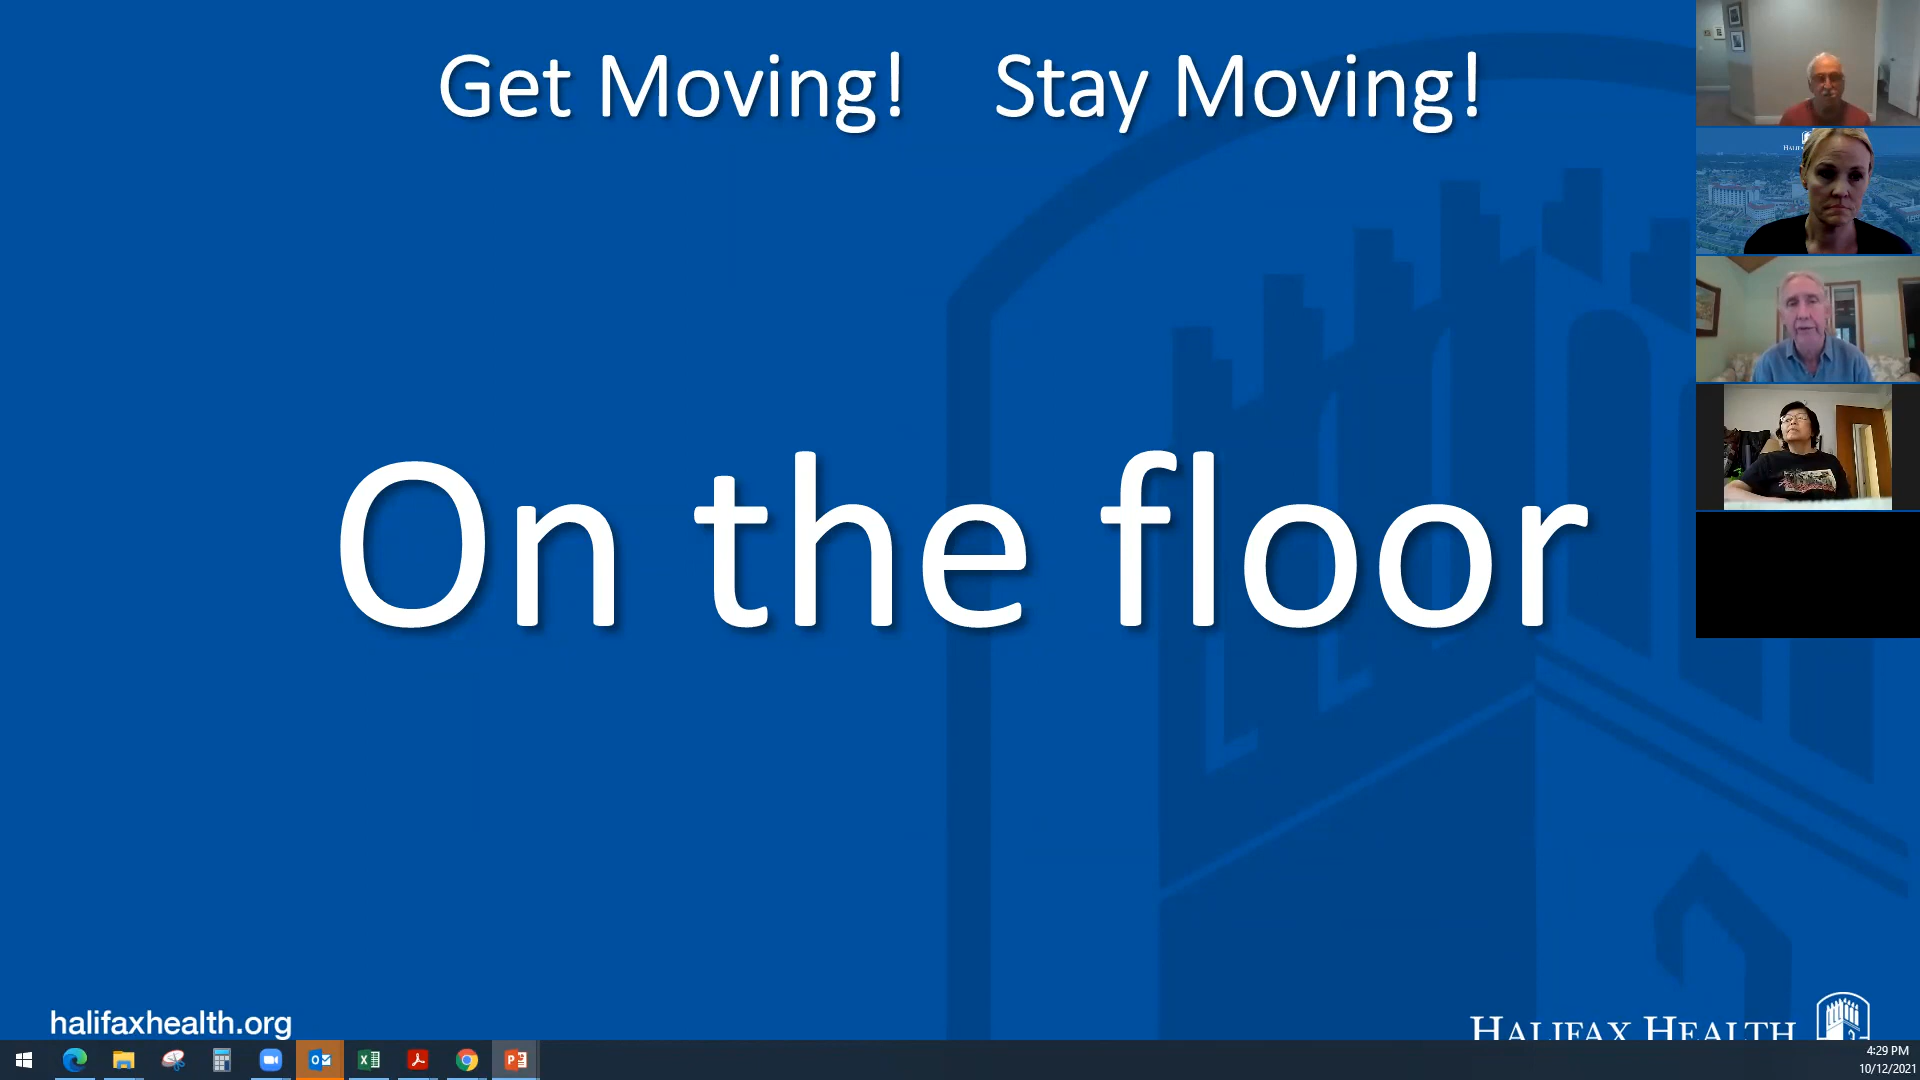 Get Moving! Stay Moving!
On the floor
halifaxhealth.org
HALIFAX HEALTH
4:29 PM
10/12/2021